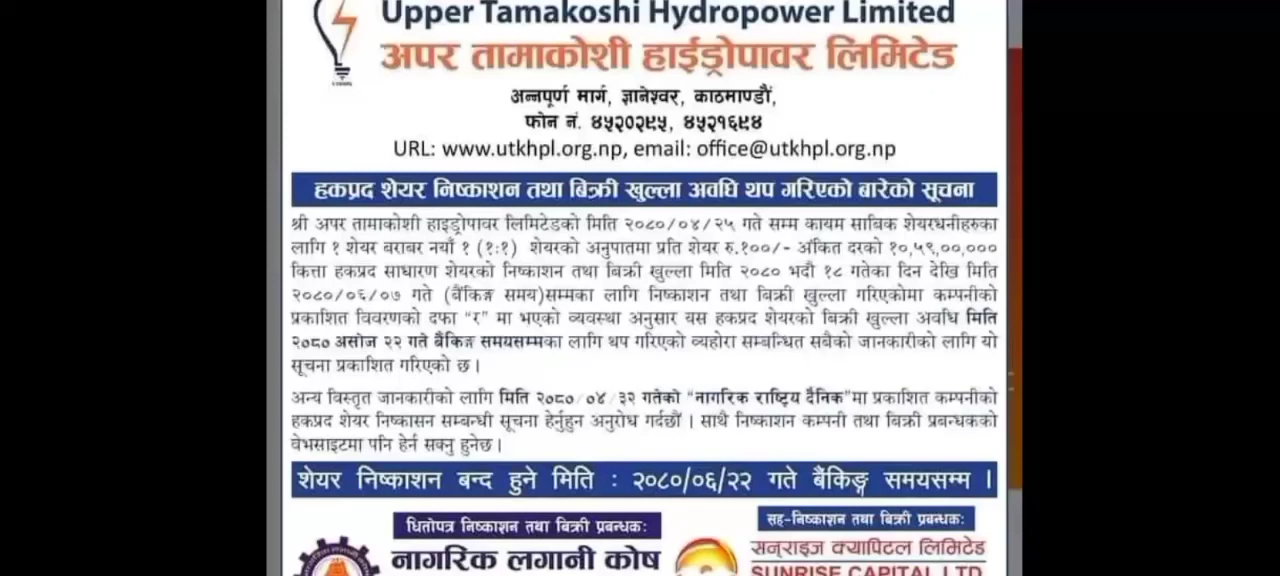 Upper Tamakoshi Hydropower Limited
अपर तामाकोशी हाईड्रोपावर लिमिटेड
अन्नपूर्ण मार्ग, ज्ञानेश्वर, काठमाण्डौं,
फोन नं. ४५२०२९५, ४५२१६९४
URL: www.utkhpl.org.np, email: office@utkhpl.org.np
हकप्रद शेयर निष्काशन तथा बिक्री खुल्ला अवधि थप गरिएको बारेको सूचना
श्री अपर तामाकोशी हाइड्रोपावर लिमिटेडको मिति २०८०/०४/२५ गते सम्म कायम साबिक शेयरधनीहरुका
लागि १ शेयर बराबर नयाँ १ (१:१) शेयरको अनुपातमा प्रति शेयर रु.१००/- अंकित दरको १०,५९,००,०००
कित्ता हकप्रद साधारण शेयरको निष्काशन तथा बिक्री खुल्ला मिति २०८० भदौ १८ गतेका दिन देखि मिति
२०८०/०६/०७ गते (बैंकिङ्ग समय)सम्मका लागि निष्काशन तथा बिक्री खुल्ला गरिएकोमा कम्पनीको
प्रकाशित विवरणको दफा “र” मा भएको व्यवस्था अनुसार यस हकप्रद शेयरको बिक्री खुल्ला अवधि मिति
२०८० असोज २२ गते बैंकिङ्ग समयसम्मका लागि थप गरिएको व्यहोरा सम्बन्धित सबैको जानकारीको लागि यो
सूचना प्रकाशित गरिएको छ ।
अन्य विस्तृत जानकारीको लागि मिति २०८०/०४/३२ गतेको “नागरिक राष्ट्रिय दैनिक”मा प्रकाशित कम्पनीको
हकप्रद शेयर निष्कासन सम्बन्धी सूचना हेर्नुहुन अनुरोध गर्दछौं । साथै निष्काशन कम्पनी तथा बिक्री प्रबन्धकको
वेभसाइटमा पनि हेर्न सक्नु हुनेछ ।
शेयर निष्काशन बन्द हुने मिति : २०८०/०६/२२ गते बैंकिङ्ग समयसम्म ।
धितोपत्र निष्काशन तथा बिक्री प्रबन्धक:
सह-निष्काशन तथा बिक्री प्रबन्धक:
नागरिक लगानी कोष
सनराइज क्यापिटल लिमिटेड
SUNRISE CAPITAL LTD